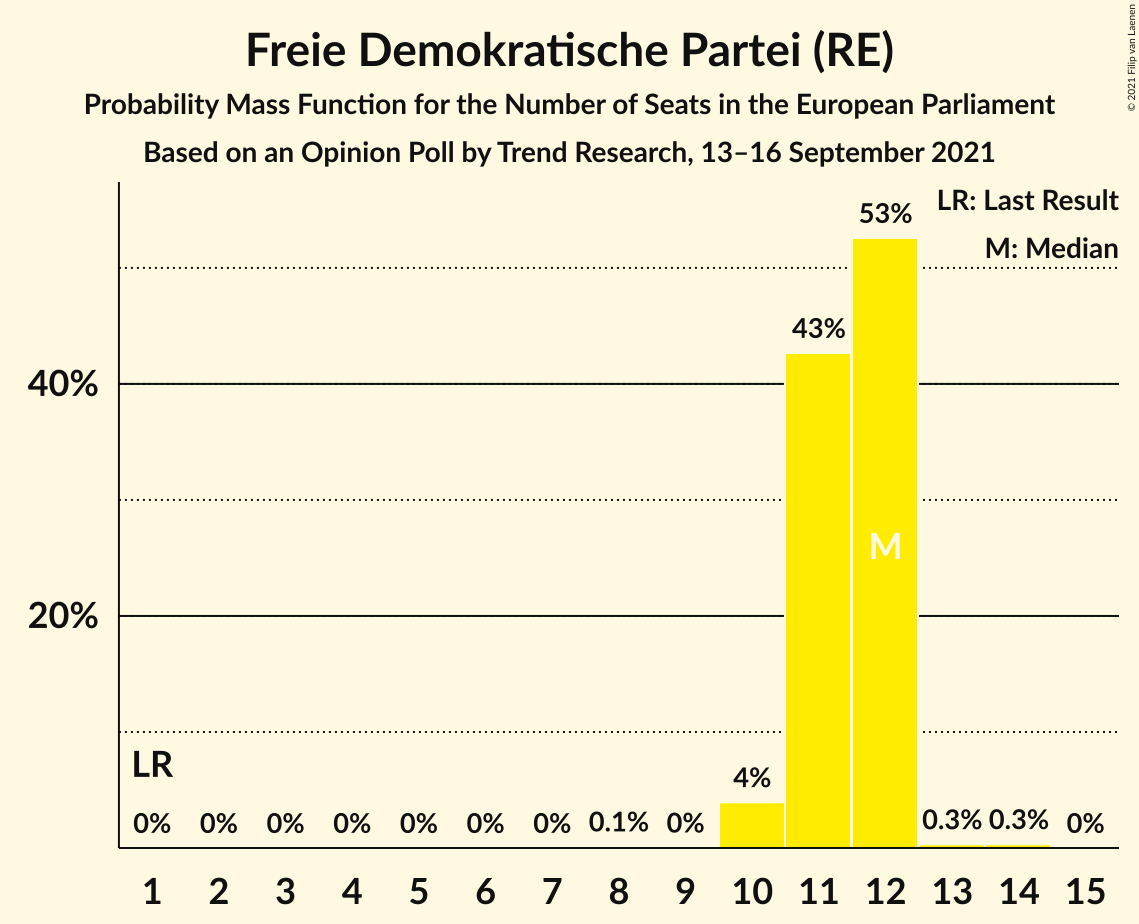 Freie Demokratische Partei (RE)
Probability Mass Function for the Number of Seats in the European Parliament
Based on an Opinion Poll by Trend Research, 13–16 September 2021
© 2021 Filip van Laenen
LR: Last Result
M: Median
53%
43%
40%
M
20%
LR
4%
0% 0% 0% 0% 0% 0% 0% 0.1% 0% 0.3% 0.3% 0%
1 2 3 4 5 6 7 8 9 10 11 12 13 14 15